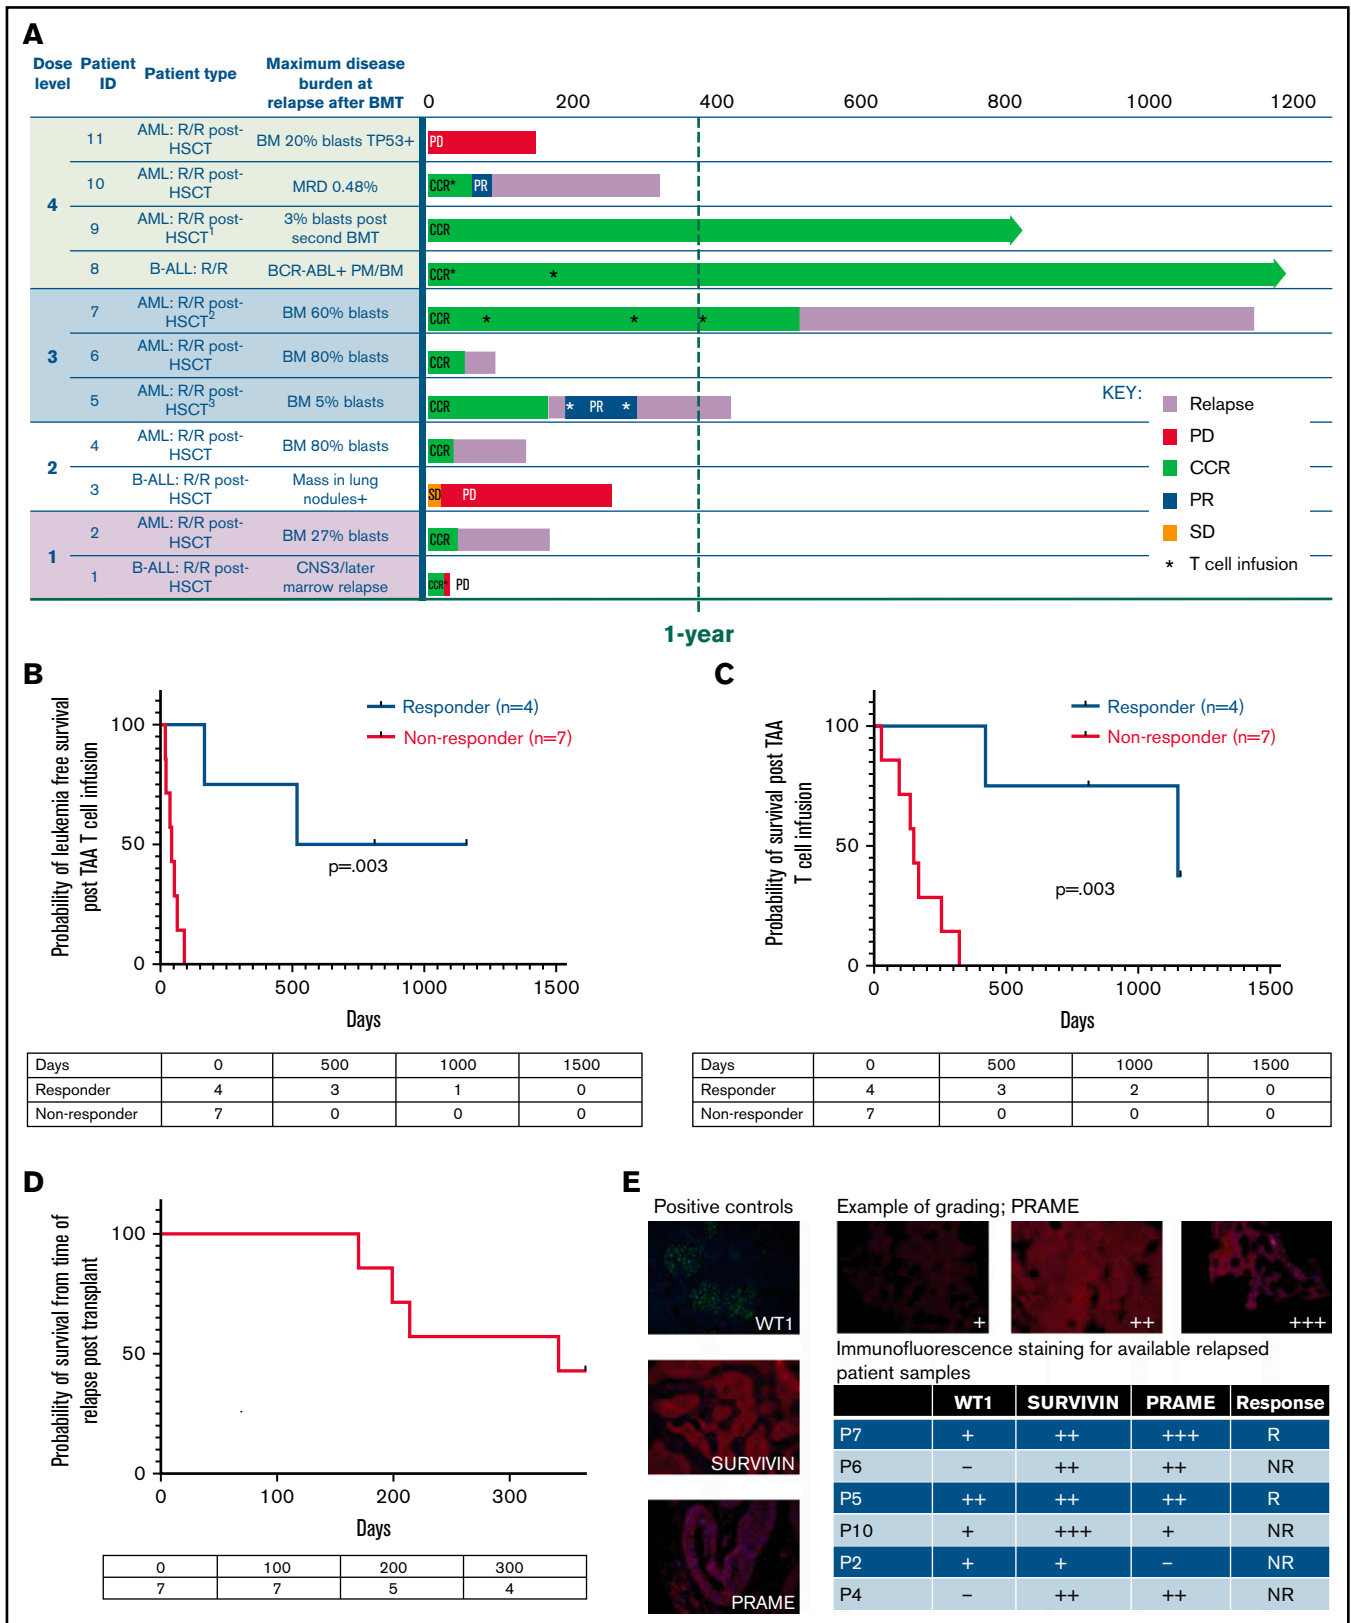 A
Dose level
Patient ID
Patient type
Maximum disease burden at relapse after BMT
0 200 400 600 800 1000 1200
4
11 AML: R/R post-HSCT BM 20% blasts TP53+ PD
10 AML: R/R post-HSCT MRD 0.48% CCR* PR
9 AML: R/R post-HSCT1 3% blasts post second BMT CCR
8 B-ALL: R/R BCR-ABL+ PM/BM CCR* *
3
7 AML: R/R post-HSCT2 BM 60% blasts CCR * * *
6 AML: R/R post-HSCT BM 80% blasts CCR
5 AML: R/R post-HSCT3 BM 5% blasts CCR * PR *
2
4 AML: R/R post-HSCT BM 80% blasts CCR
3 B-ALL: R/R post-HSCT Mass in lung nodules+ SD PD
1
2 AML: R/R post-HSCT BM 27% blasts CCR
1 B-ALL: R/R post-HSCT CNS3/later marrow relapse CCR* PD
KEY:
Relapse
PD
CCR
PR
SD
* T cell infusion
1-year
B
Probability of leukemia free survival post TAA T cell infusion
Responder (n=4)
Non-responder (n=7)
100
50
0
p=.003
0 500 1000 1500
Days
Days 0 500 1000 1500
Responder 4 3 1 0
Non-responder 7 0 0 0
C
Probability of survival post TAA T cell infusion
Responder (n=4)
Non-responder (n=7)
100
50
0
p=.003
0 500 1000 1500
Days
Days 0 500 1000 1500
Responder 4 3 2 0
Non-responder 7 0 0 0
D
Probability of survival from time of relapse post transplant
100
50
0
0 100 200 300
Days
0 100 200 300
7 7 5 4
E
Positive controls
WT1
SURVIVIN
PRAME
Example of grading; PRAME
+ ++ +++
Immunofluorescence staining for available relapsed
patient samples
WT1 SURVIVIN PRAME Response
P7 + ++ +++ R
P6 – ++ ++ NR
P5 ++ ++ ++ R
P10 + +++ + NR
P2 + + – NR
P4 – ++ ++ NR